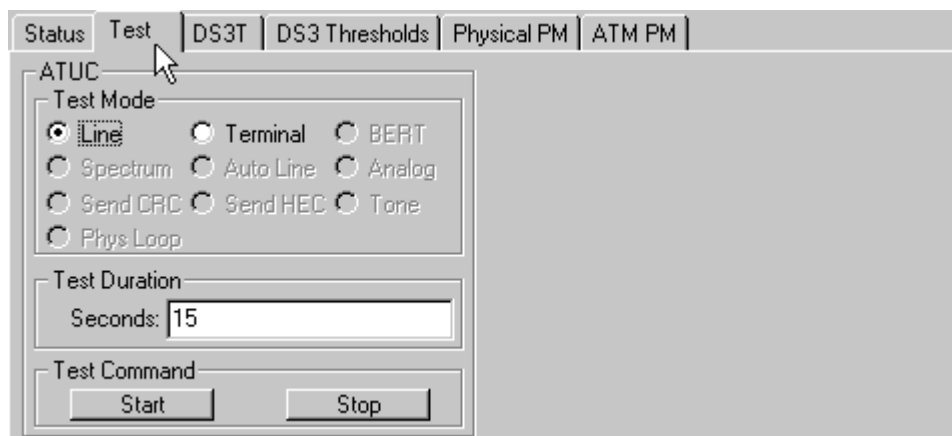 Status Test DS3T DS3 Thresholds Physical PM ATM PM
ATUC
Test Mode
Line Terminal BERT
Spectrum Auto Line Analog
Send CRC Send HEC Tone
Phys Loop
Test Duration
Seconds: 15
Test Command
Start Stop